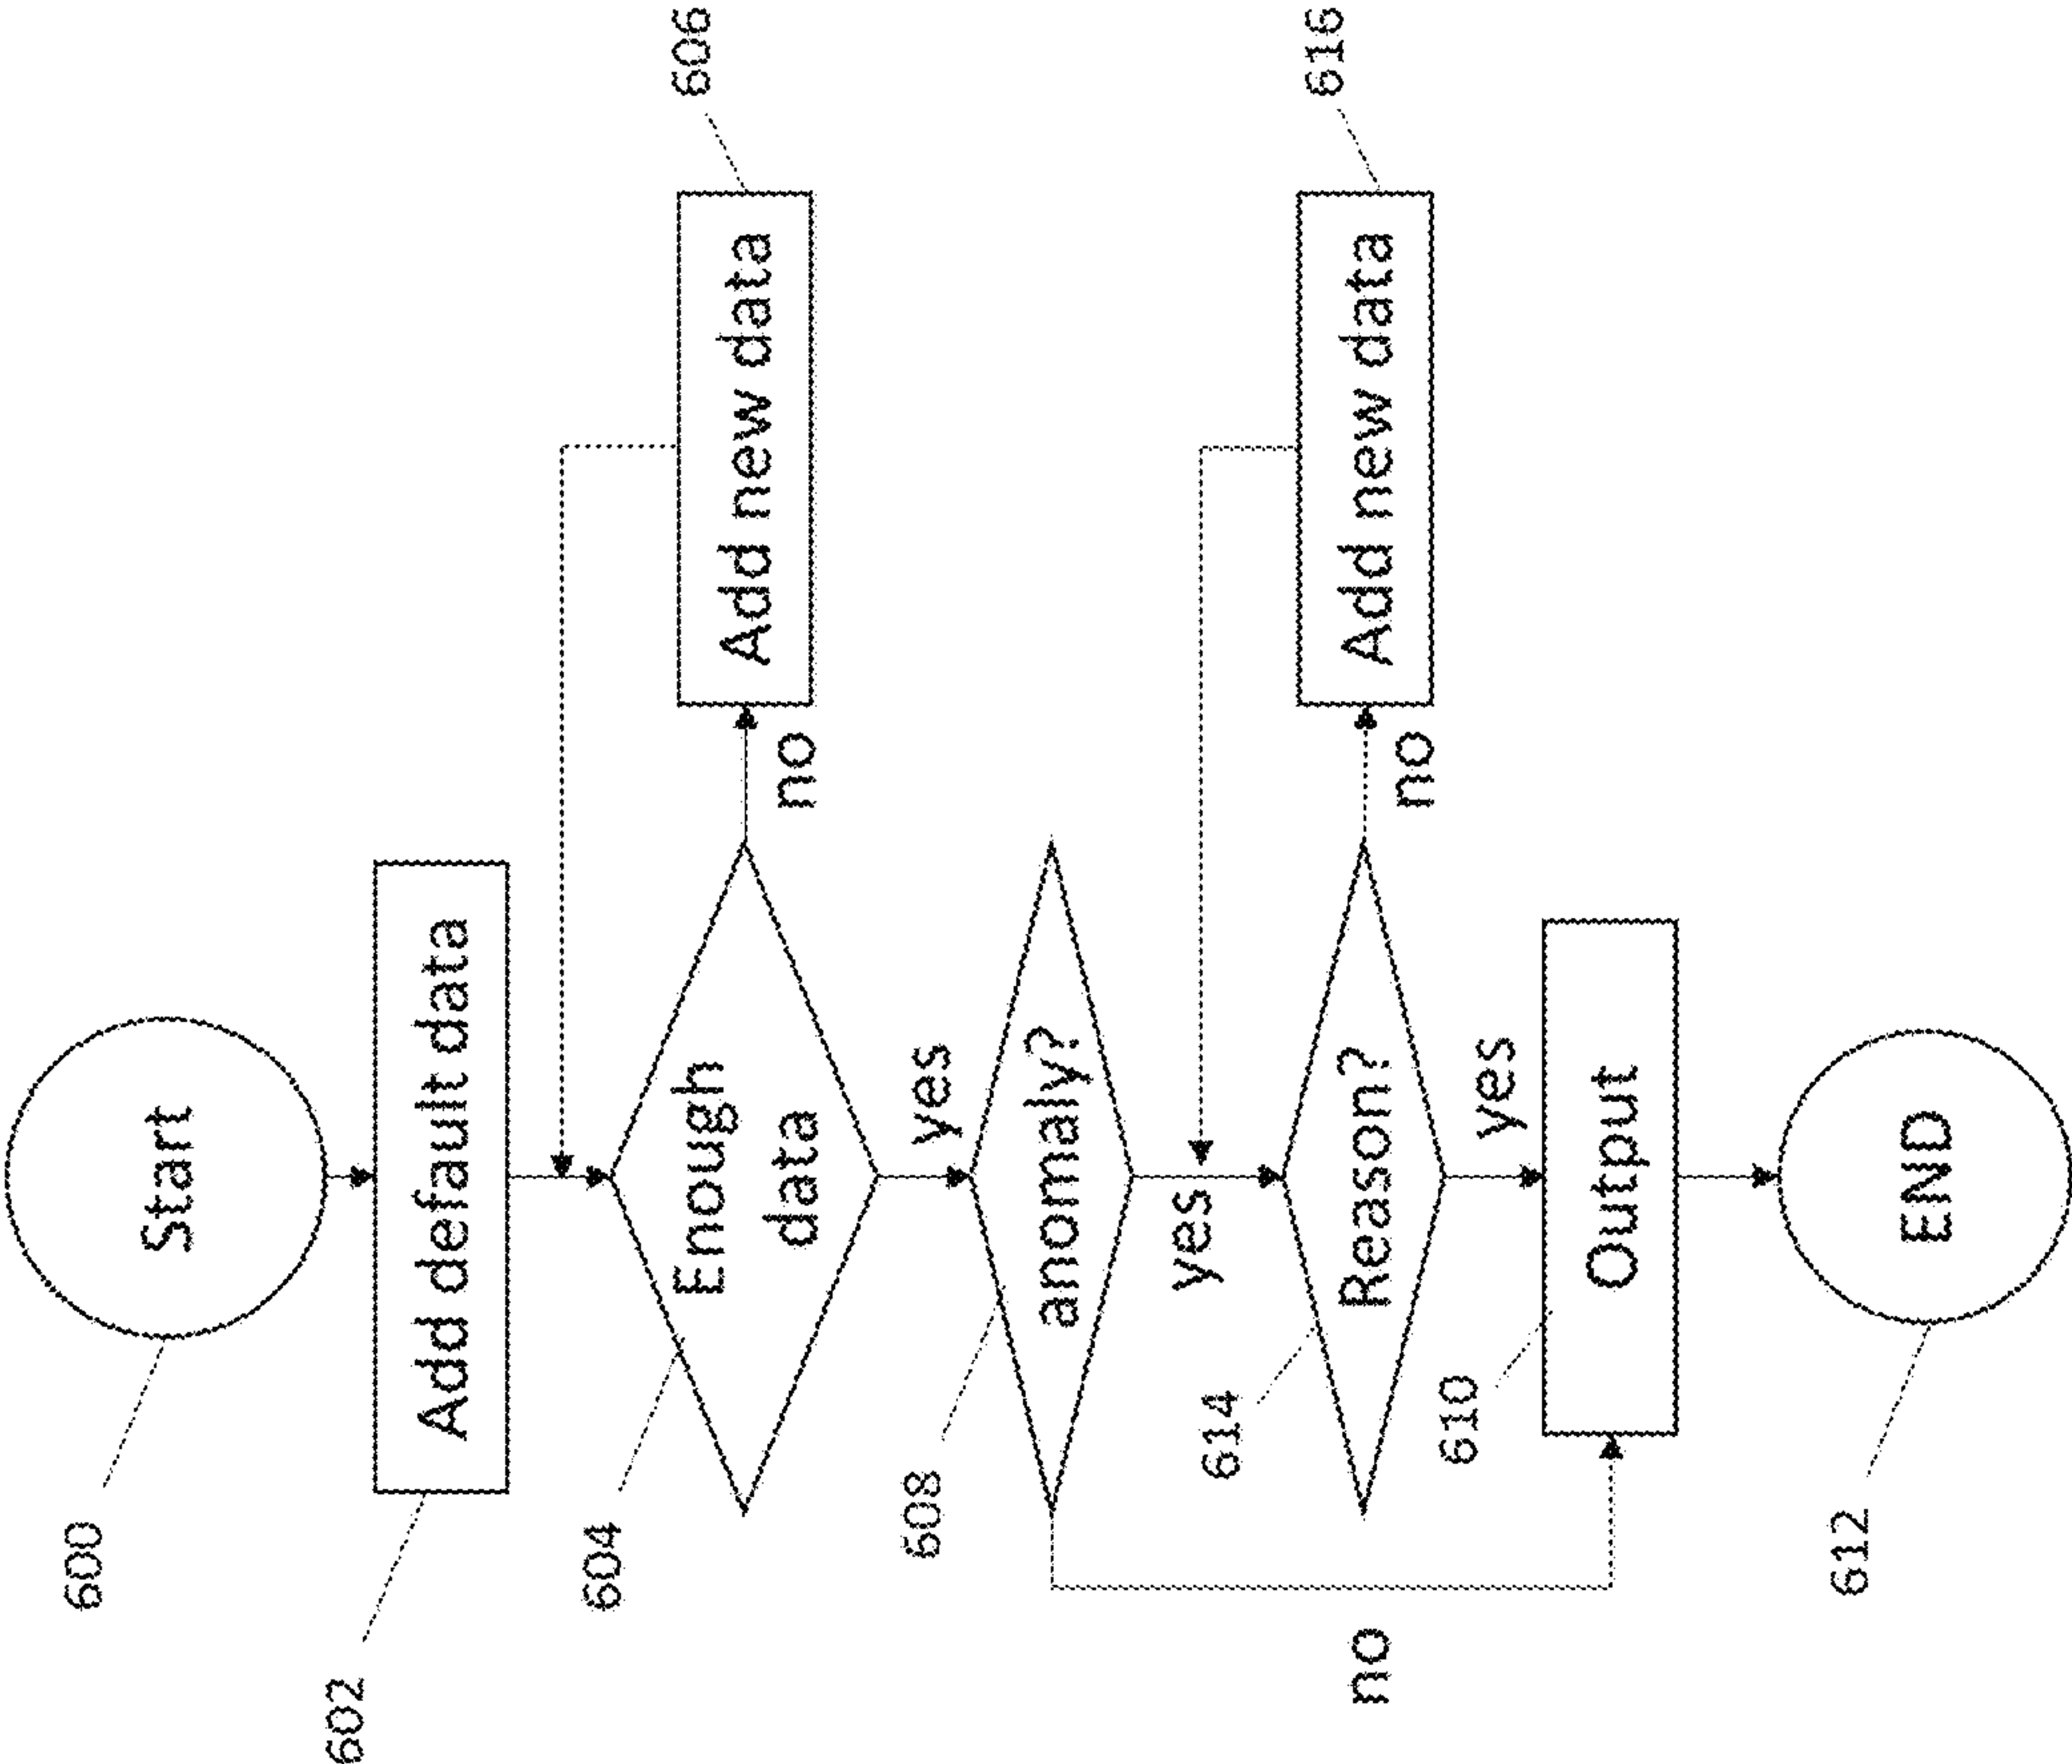 600
Start
602
Add default data
604
Enough
data
no
Add new data
606
yes
608
anomaly?
yes
no
614
Reason?
no
Add new data
616
yes
610
Output
612
END